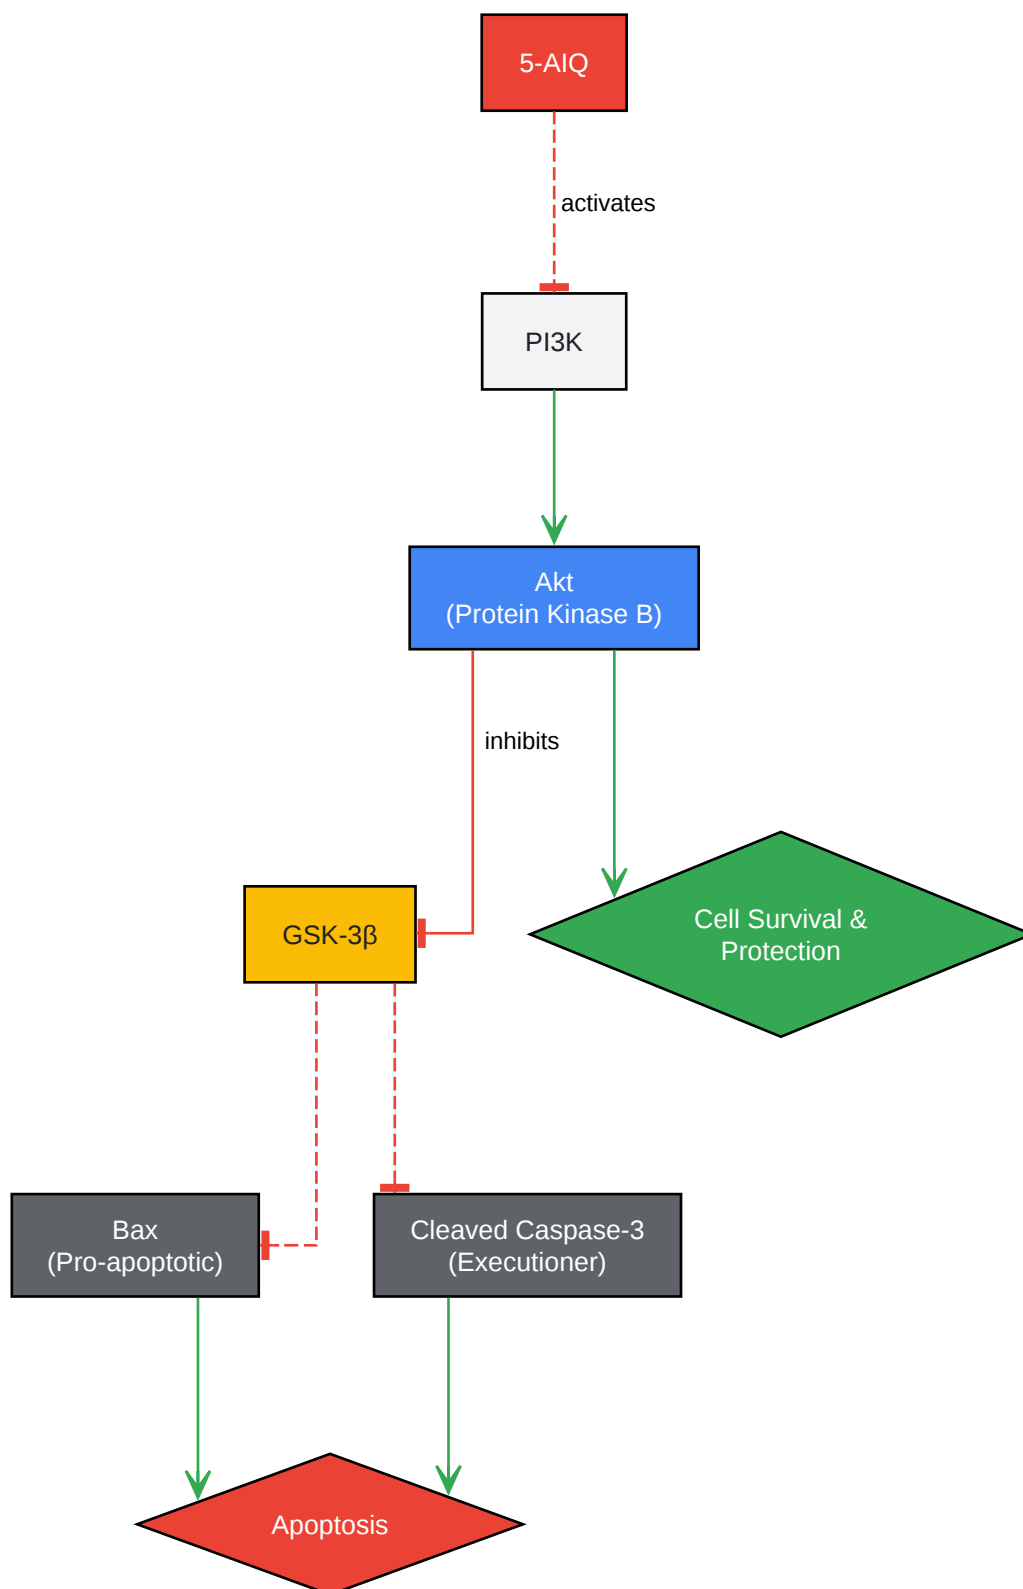 5-AIQ
activates
PI3K
Akt
(Protein Kinase B)
inhibits
GSK-3β
Cell Survival &
Protection
Bax
(Pro-apoptotic)
Cleaved Caspase-3
(Executioner)
Apoptosis